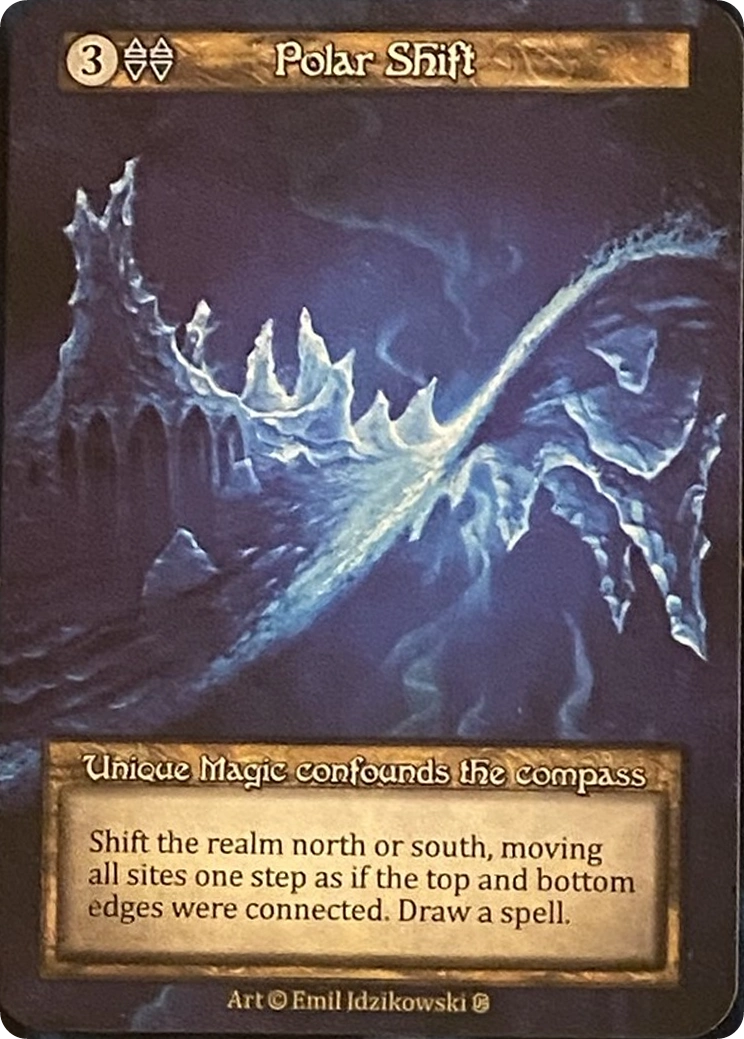 3 Polar Shift
Unique Magic confounds the compass
Shift the realm north or south, moving
all sites one step as if the top and bottom
edges were connected. Draw a spell.
Art © Emil Idzikowski